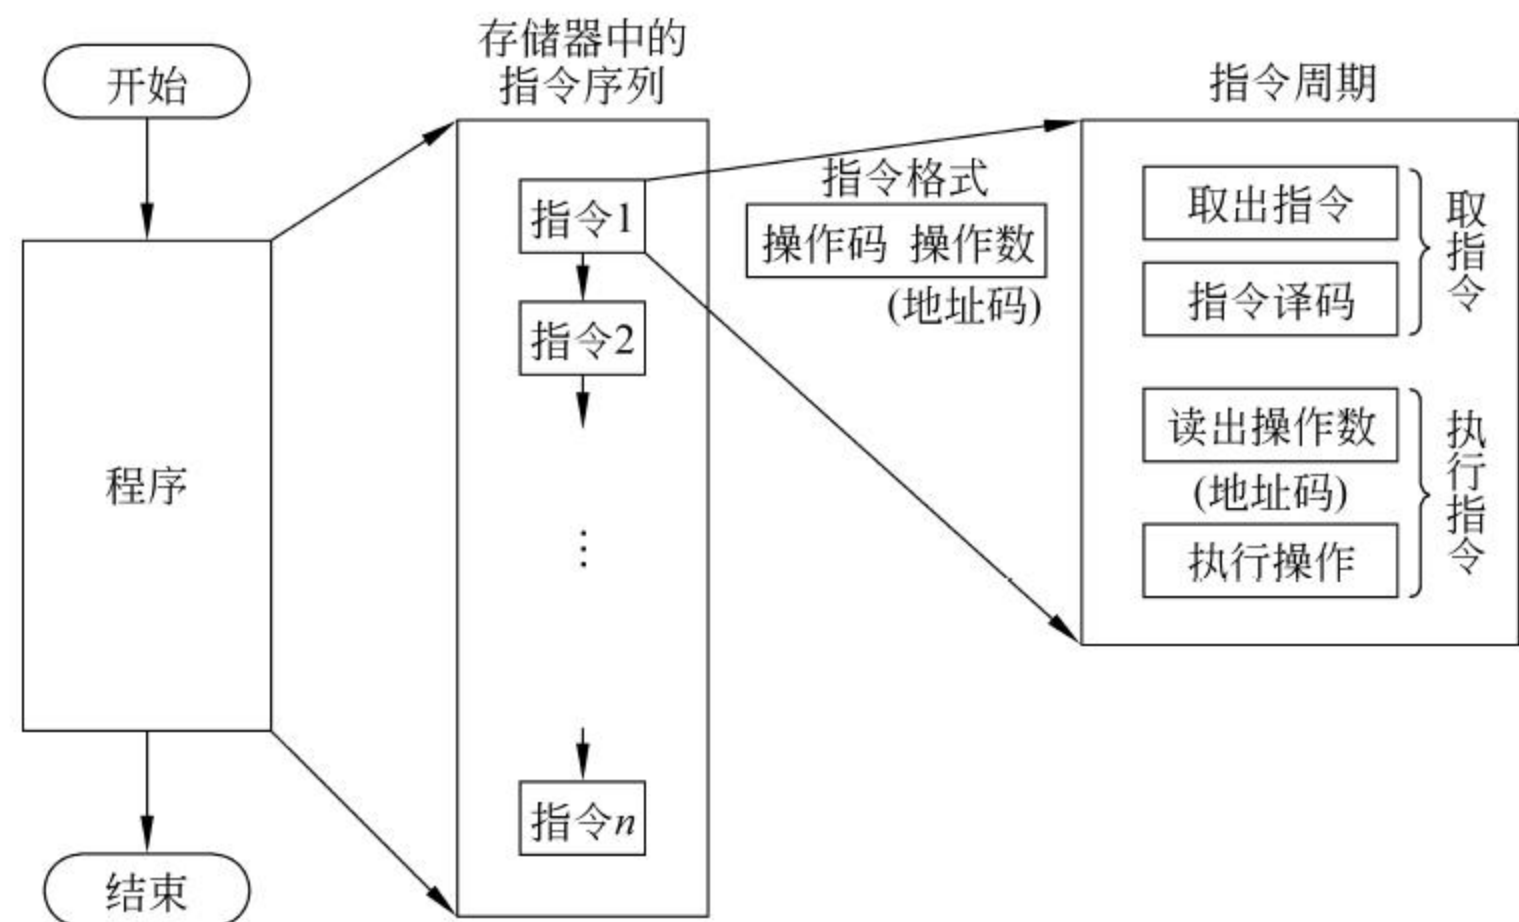 开始
程序
结束
存储器中的
指令序列
指令1
指令2
⋮
指令n
指令格式
操作码 操作数
(地址码)
指令周期
取出指令
指令译码
取指令
读出操作数
(地址码)
执行操作
执行指令